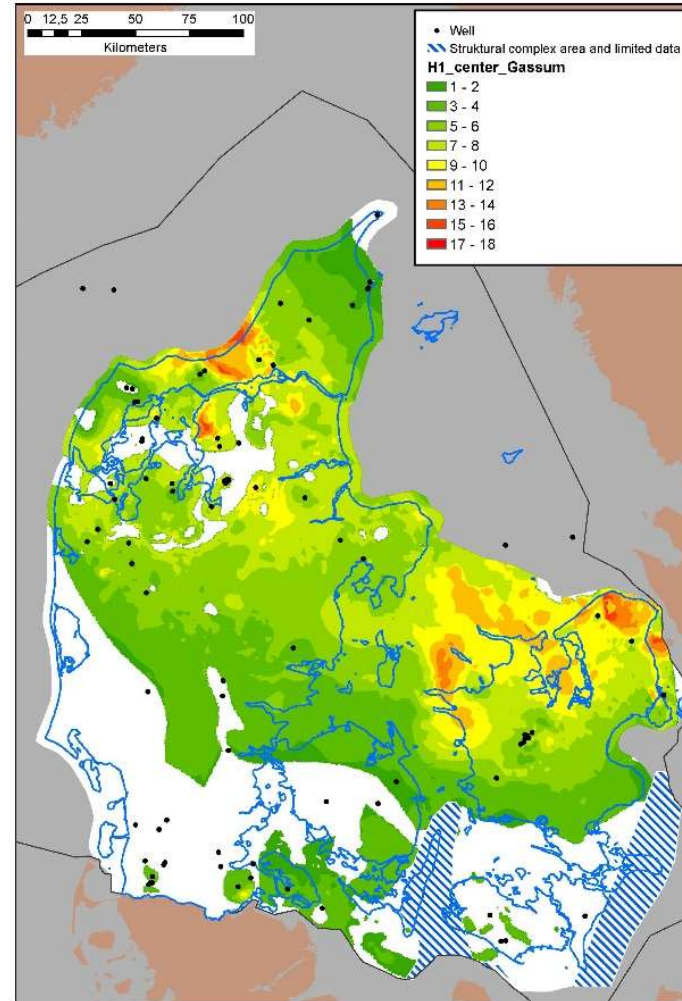 0 12,5 25 50 75 100
Kilometers
Well
Struktural complex area and limited data
H1_center_Gassum
1 - 2
3 - 4
5 - 6
7 - 8
9 - 10
11 - 12
13 - 14
15 - 16
17 - 18